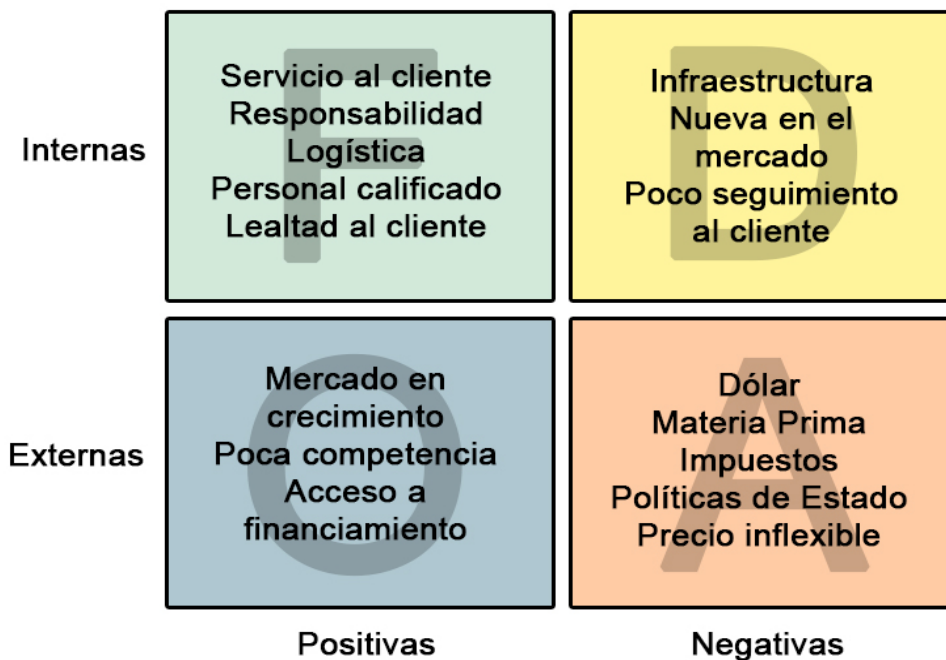 F
Servicio al cliente
Responsabilidad
Logística
Personal calificado
Lealtad al cliente
D
Infraestructura
Nueva en el
mercado
Poco seguimiento
al cliente
Internas
O
Mercado en
crecimiento
Poca competencia
Acceso a
financiamiento
A
Dólar
Materia Prima
Impuestos
Políticas de Estado
Precio inflexible
Externas
Positivas
Negativas